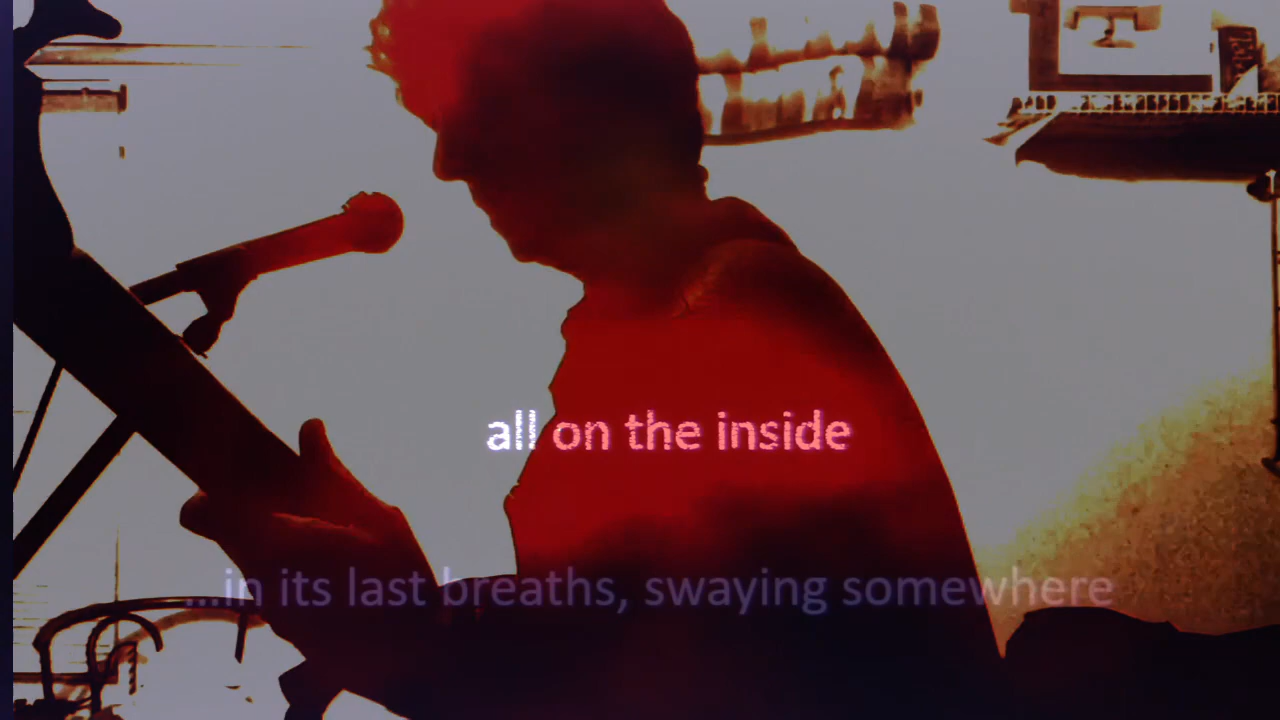 all on the inside
...in its last breaths, swaying somewhere